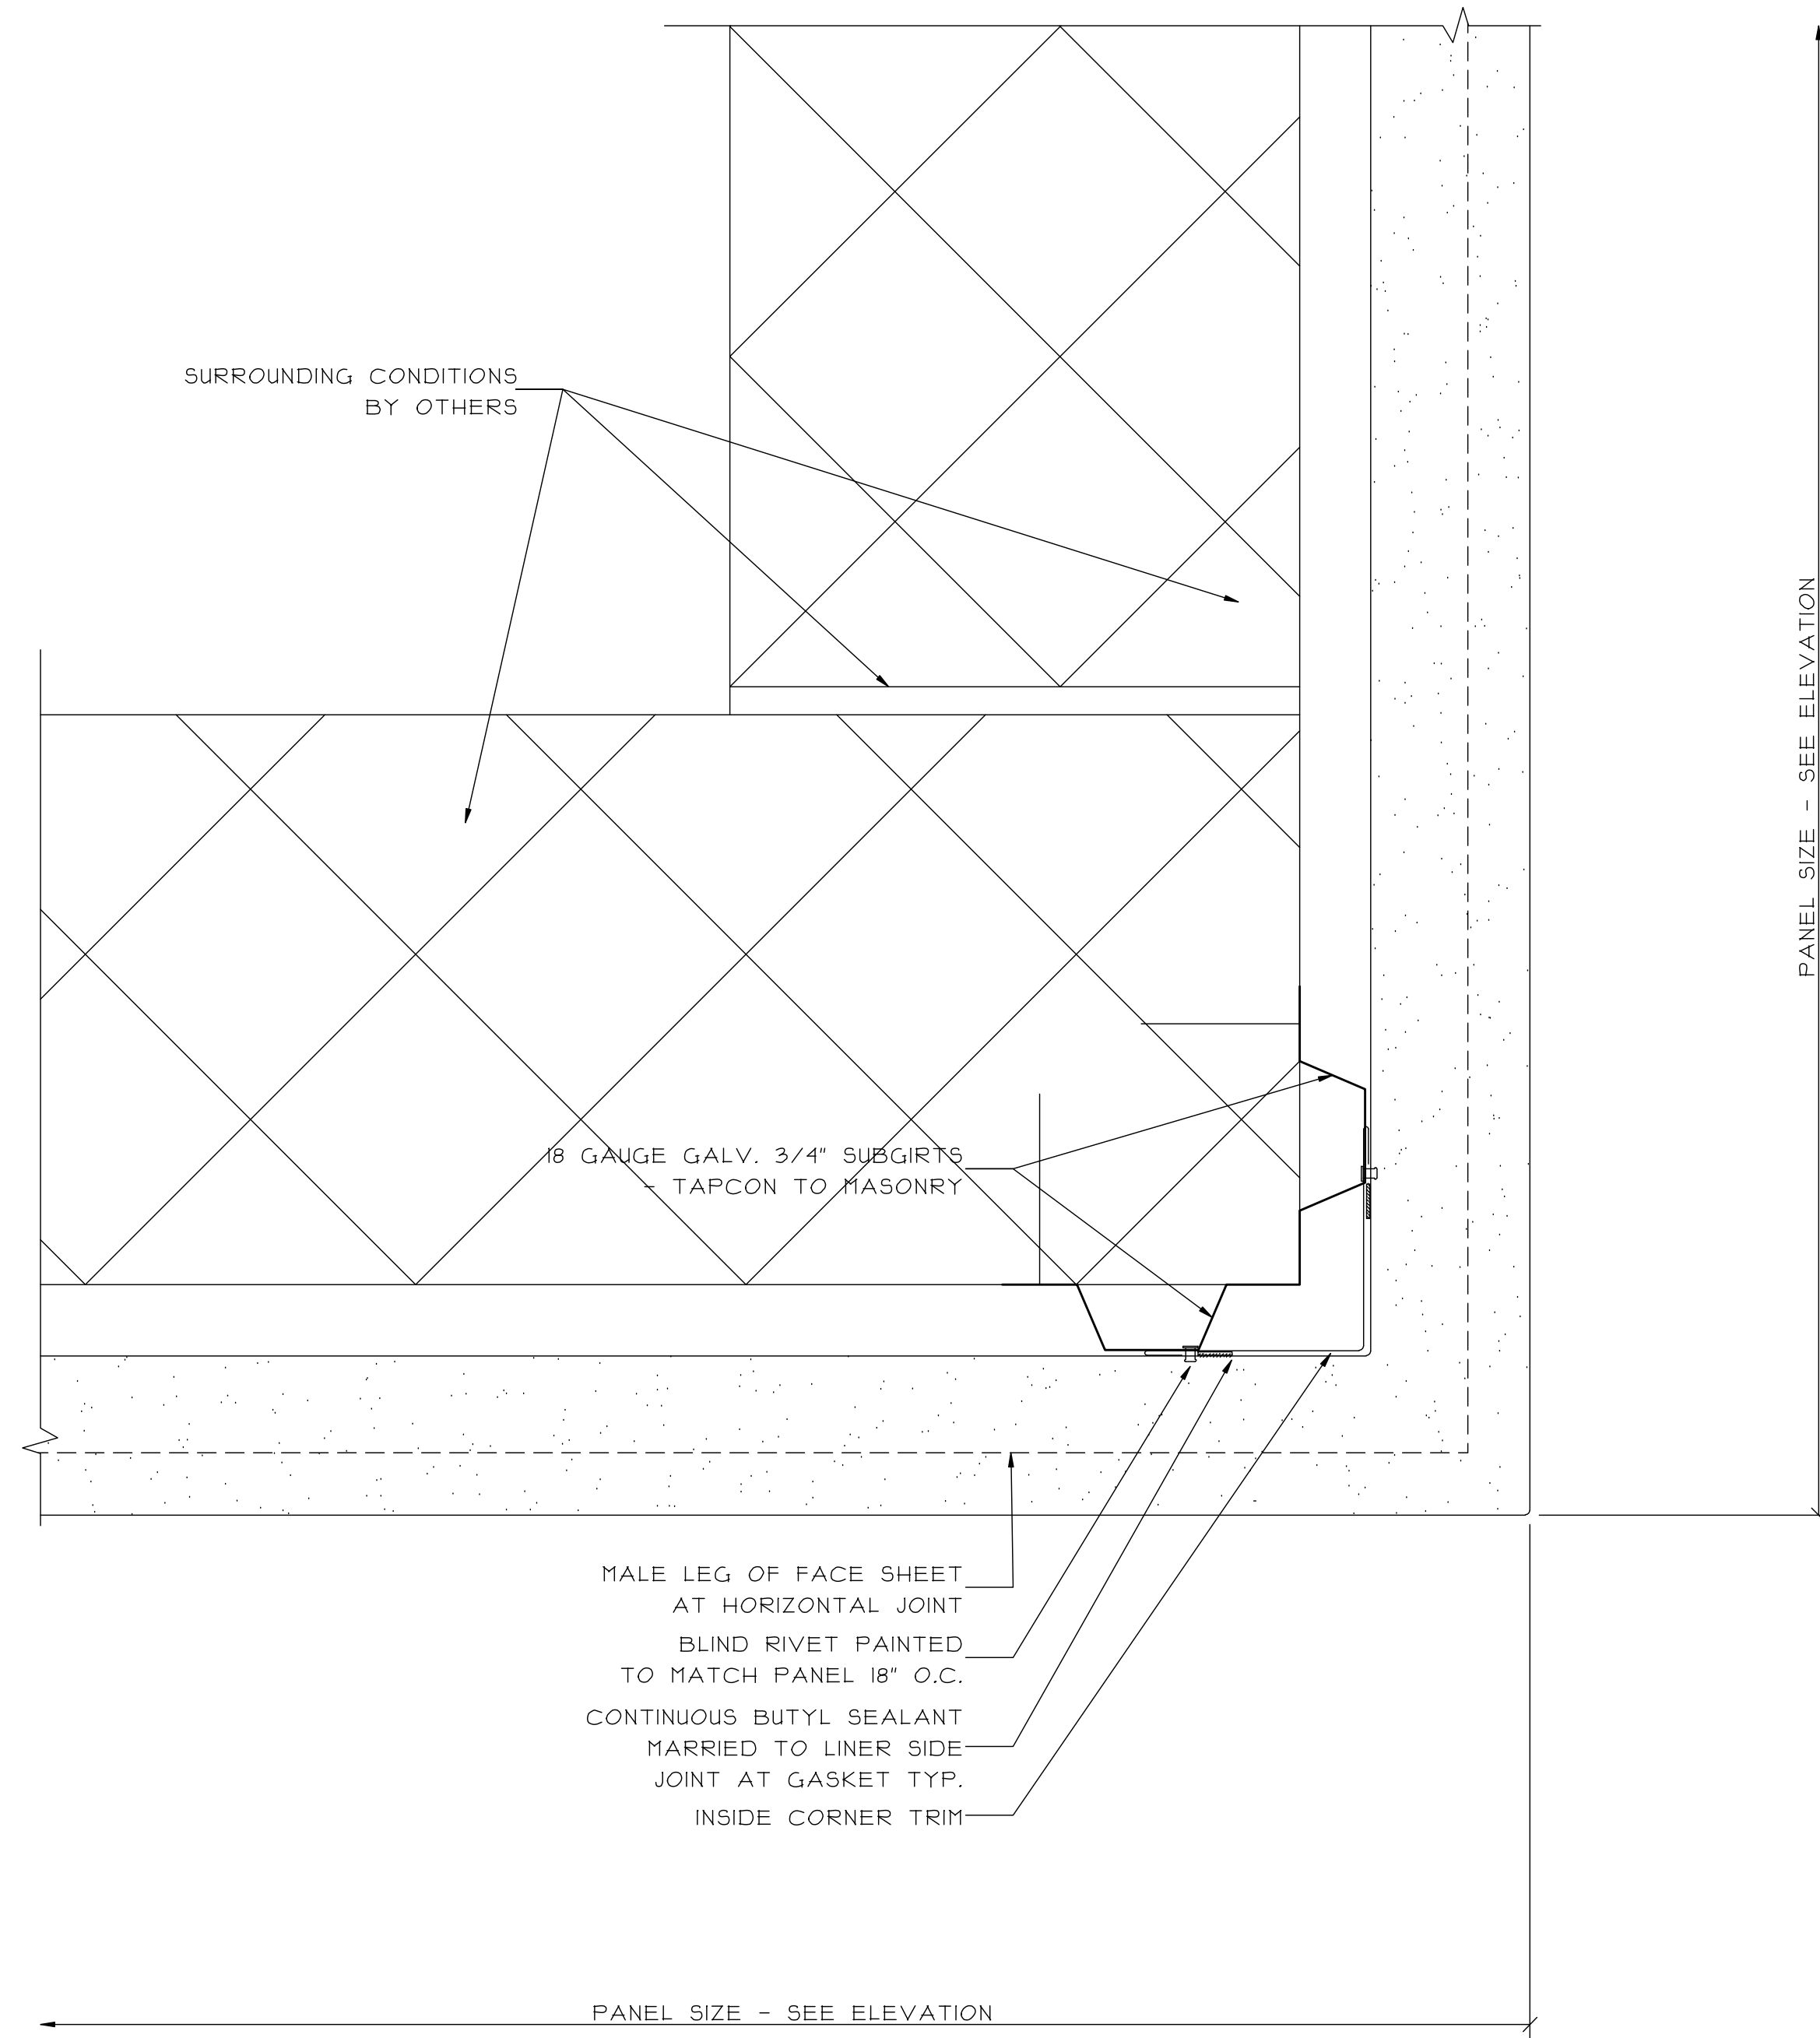 SURROUNDING CONDITIONS
BY OTHERS
PANEL SIZE - SEE ELEVATION
18 GAUGE GALV. 3/4" SUBGIRTS
- TAPCON TO MASONRY
MALE LEG OF FACE SHEET
AT HORIZONTAL JOINT
BLIND RIVET PAINTED
TO MATCH PANEL 18" O.C.
CONTINUOUS BUTYL SEALANT
MARRIED TO LINER SIDE
JOINT AT GASKET TYP.
INSIDE CORNER TRIM
PANEL SIZE - SEE ELEVATION